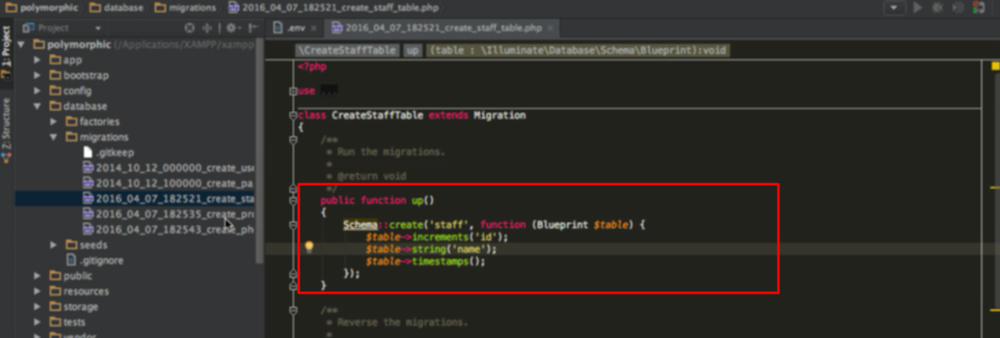 polymorphic database migrations 2016_04_07_182521_create_staff_table.php
1: Project
Z: Structure
Project
polymorphic (/Applications/XAMPP/xampp
app
bootstrap
config
database
factories
migrations
.gitkeep
2014_10_12_000000_create_use
2014_10_12_100000_create_pa
2016_04_07_182521_create_sta
2016_04_07_182535_create_pro
2016_04_07_182543_create_ph
seeds
.gitignore
public
resources
storage
tests
vendor
.env 2016_04_07_182521_create_staff_table.php
\CreateStaffTable up (table : \Illuminate\Database\Schema\Blueprint):void
<?php
use ...
class CreateStaffTable extends Migration
{
/**
* Run the migrations.
*
* @return void
*/
public function up()
{
Schema::create('staff', function (Blueprint $table) {
$table->increments('id');
$table->string('name');
$table->timestamps();
});
}
/**
* Reverse the migrations.
*